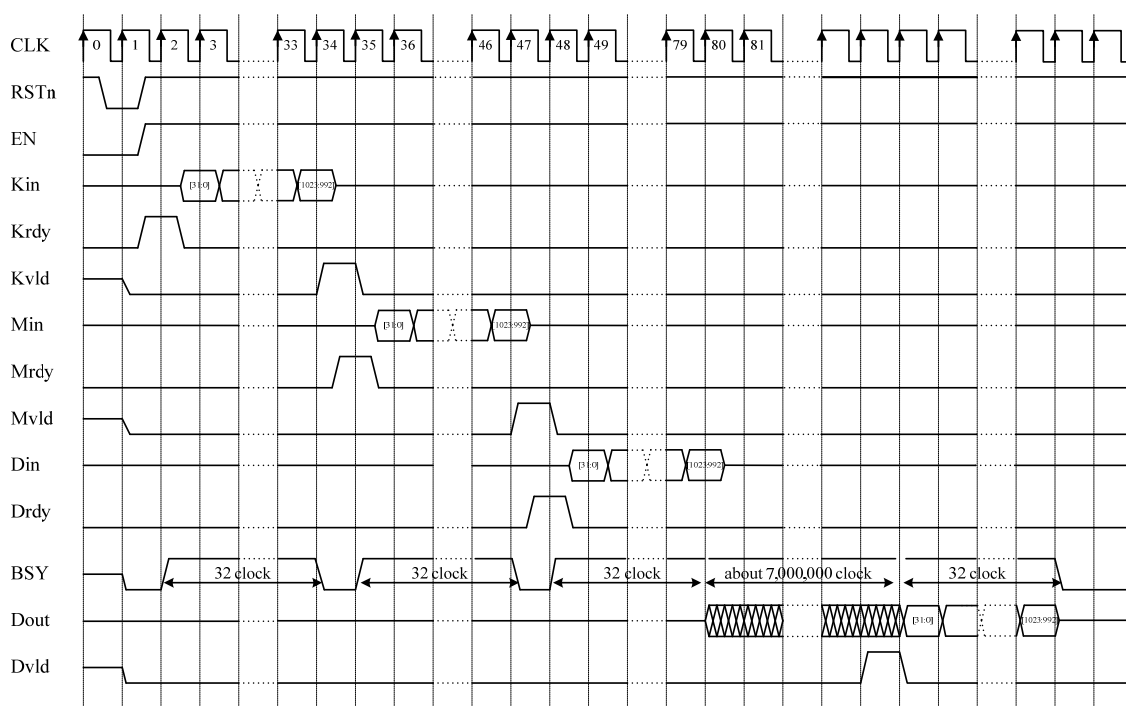 CLK 0 1 2 3 33 34 35 36 46 47 48 49 79 80 81
RSTn
EN
Kin [31:0] [1023:992]
Krdy
Kvld
Min [31:0] [1023:992]
Mrdy
Mvld
Din [31:0] [1023:992]
Drdy
BSY 32 clock 32 clock 32 clock about 7,000,000 clock 32 clock
Dout [31:0] [1023:992]
Dvld